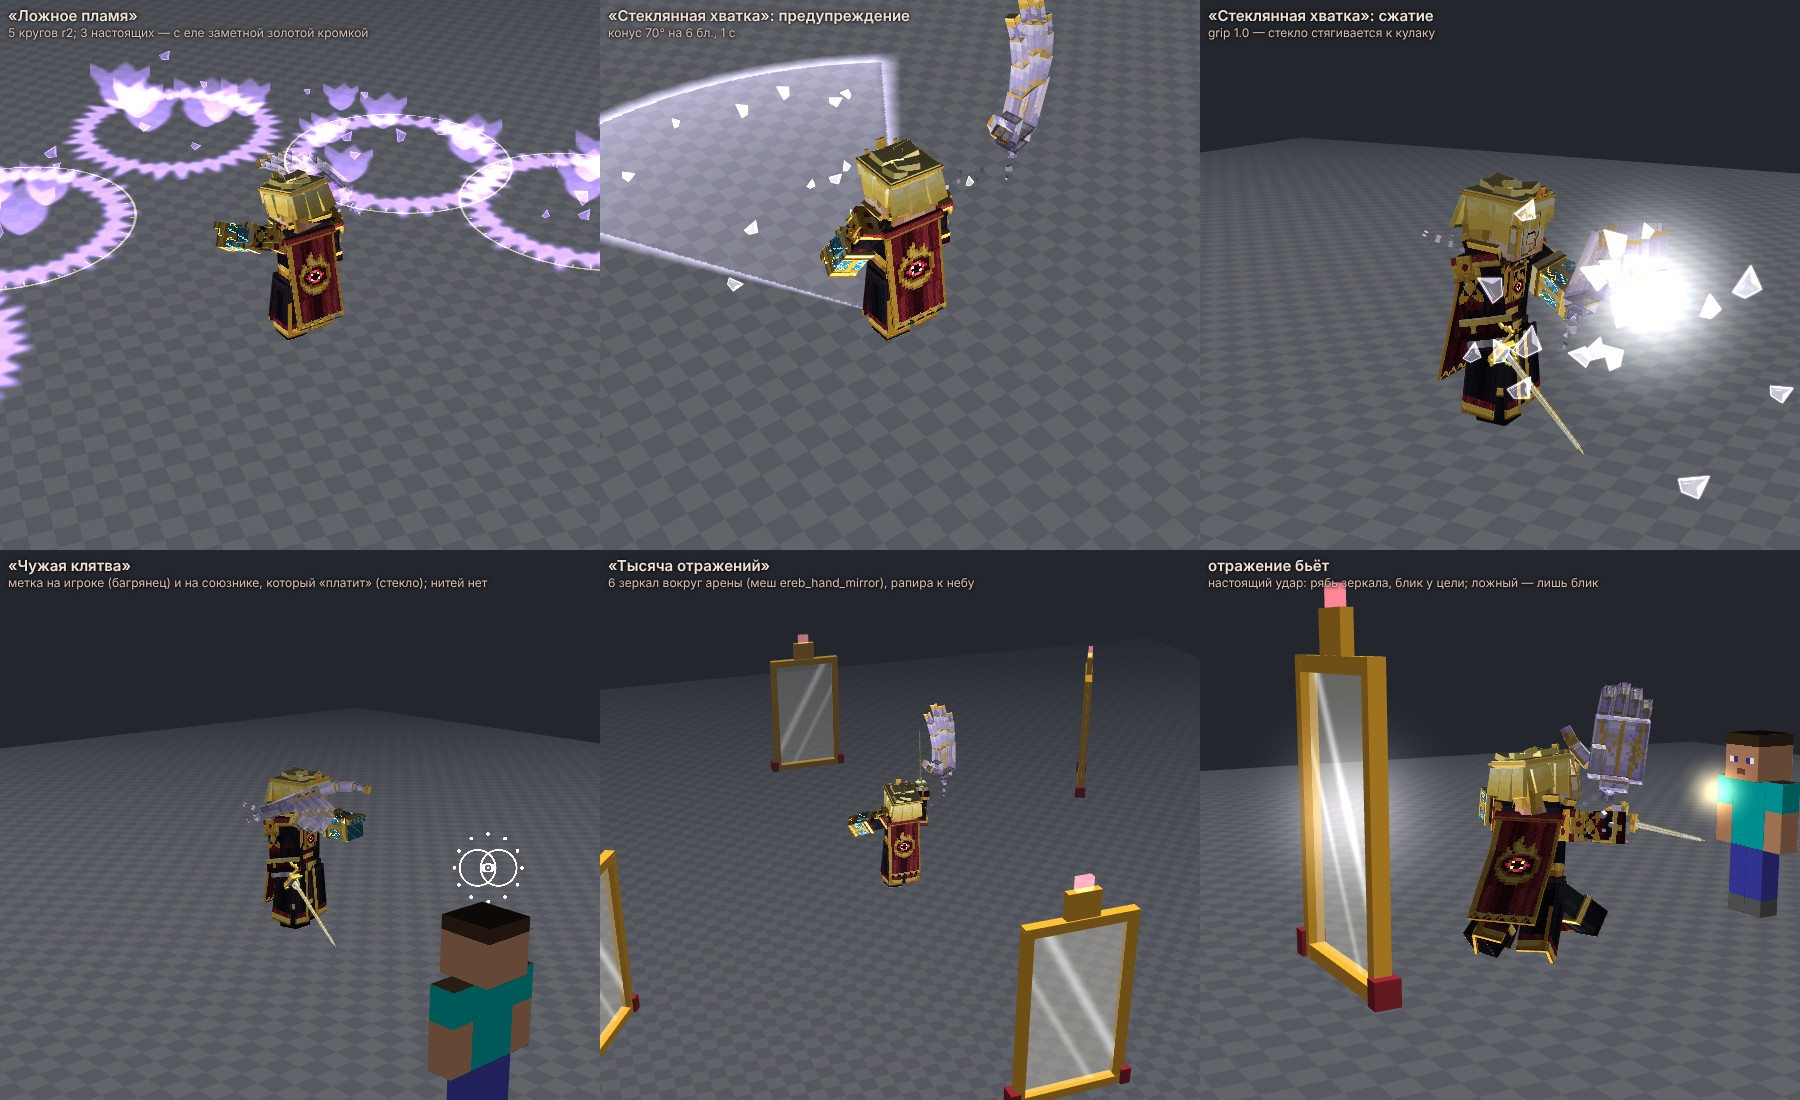 «Ложное пламя»
5 кругов r2; 3 настоящих — с еле заметной золотой кромкой
«Стеклянная хватка»: предупреждение
конус 70° на 6 бл., 1 с
«Стеклянная хватка»: сжатие
grip 1.0 — стекло стягивается к кулаку
«Чужая клятва»
метка на игроке (багрянец) и на союзнике, который «платит» (стекло); нитей нет
«Тысяча отражений»
6 зеркал вокруг арены (меш ereb_hand_mirror), рапира к небу
отражение бьёт
настоящий удар: рябь зеркала, блик у цели; ложный — лишь блик